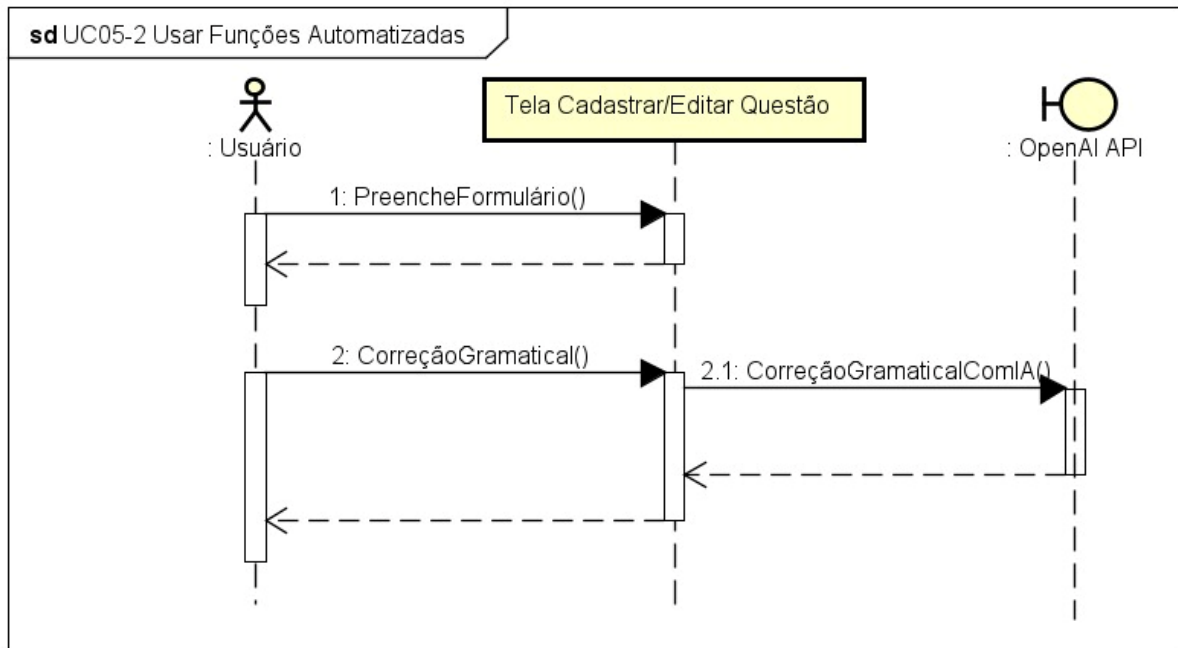 sd UC05-2 Usar Funções Automatizadas
Tela Cadastrar/Editar Questão
: Usuário
: OpenAI API
1: PreencheFormulário()
2: CorreçãoGramatical()
2.1: CorreçãoGramaticalComIA()